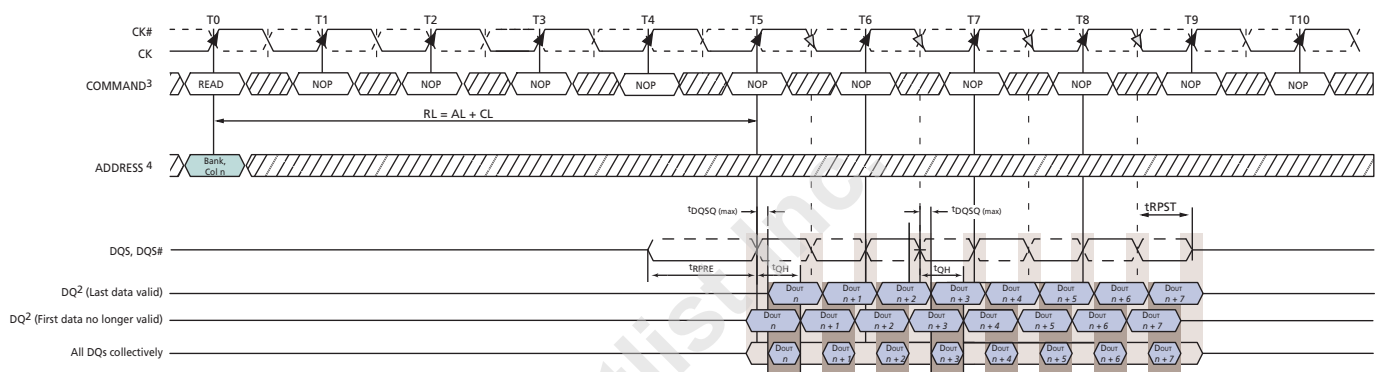 T0 T1 T2 T3 T4 T5 T6 T7 T8 T9 T10
CK#
CK
COMMAND3 READ NOP NOP NOP NOP NOP NOP NOP NOP NOP NOP
RL = AL + CL
ADDRESS 4 Bank, Col n
tDQSQ (max) tDQSQ (max) tRPST
DQS, DQS#
tRPRE tQH tQH
DQ2 (Last data valid) DOUT n DOUT n + 1 DOUT n + 2 DOUT n + 3 DOUT n + 4 DOUT n + 5 DOUT n + 6 DOUT n + 7
DQ2 (First data no longer valid) DOUT n DOUT n + 1 DOUT n + 2 DOUT n + 3 DOUT n + 4 DOUT n + 5 DOUT n + 6 DOUT n + 7
All DQs collectively DOUT n DOUT n + 1 DOUT n + 2 DOUT n + 3 DOUT n + 4 DOUT n + 5 DOUT n + 6 DOUT n + 7
Inc.